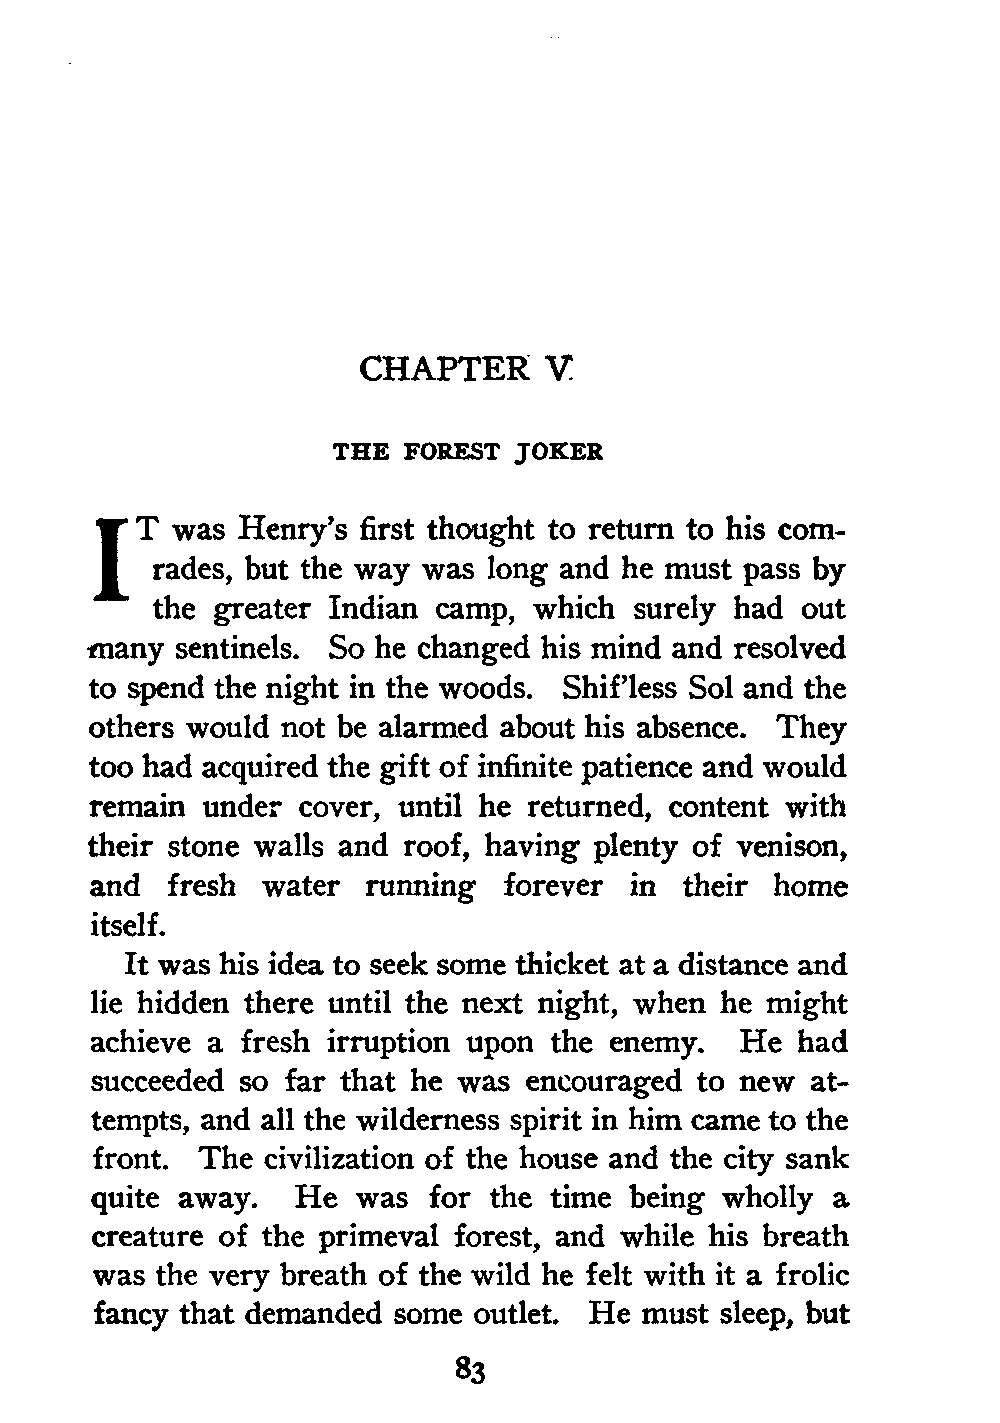 CHAPTER V
THE FOREST JOKER
IT was Henry's first thought to return to his com-
rades, but the way was long and he must pass by
the greater Indian camp, which surely had out
many sentinels. So he changed his mind and resolved
to spend the night in the woods. Shif'less Sol and the
others would not be alarmed about his absence. They
too had acquired the gift of infinite patience and would
remain under cover, until he returned, content with
their stone walls and roof, having plenty of venison,
and fresh water running forever in their home
itself.
It was his idea to seek some thicket at a distance and
lie hidden there until the next night, when he might
achieve a fresh irruption upon the enemy. He had
succeeded so far that he was encouraged to new at-
tempts, and all the wilderness spirit in him came to the
front. The civilization of the house and the city sank
quite away. He was for the time being wholly a
creature of the primeval forest, and while his breath
was the very breath of the wild he felt with it a frolic
fancy that demanded some outlet. He must sleep, but
83